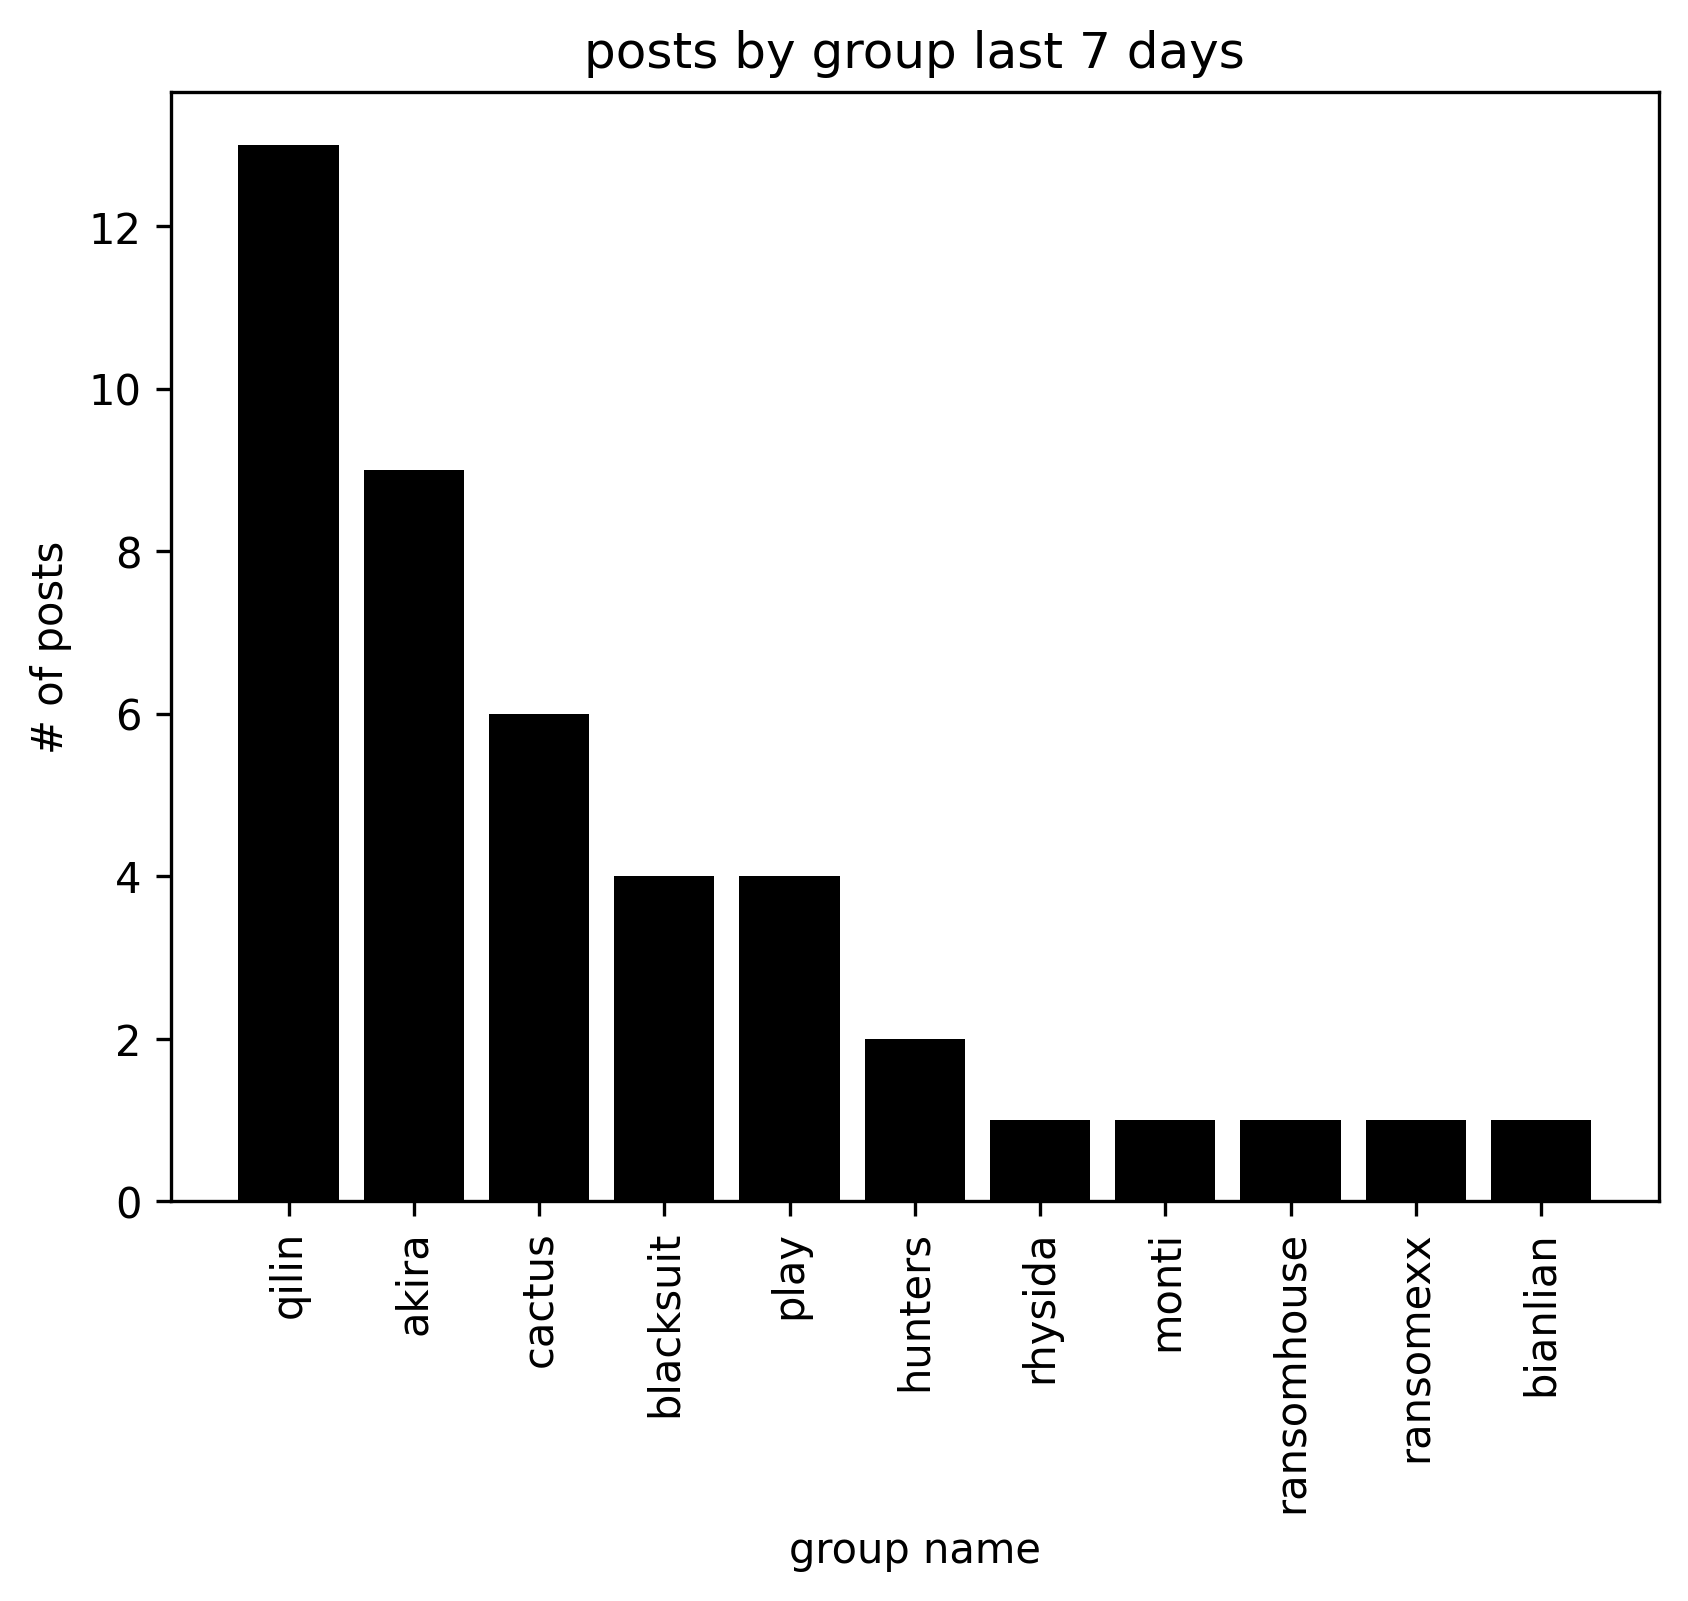 posts by group last 7 days
12
10
8
6
4
2
0
# of posts
qilin
akira
cactus
blacksuit
play
hunters
rhysida
monti
ransomhouse
ransomexx
bianlian
group name